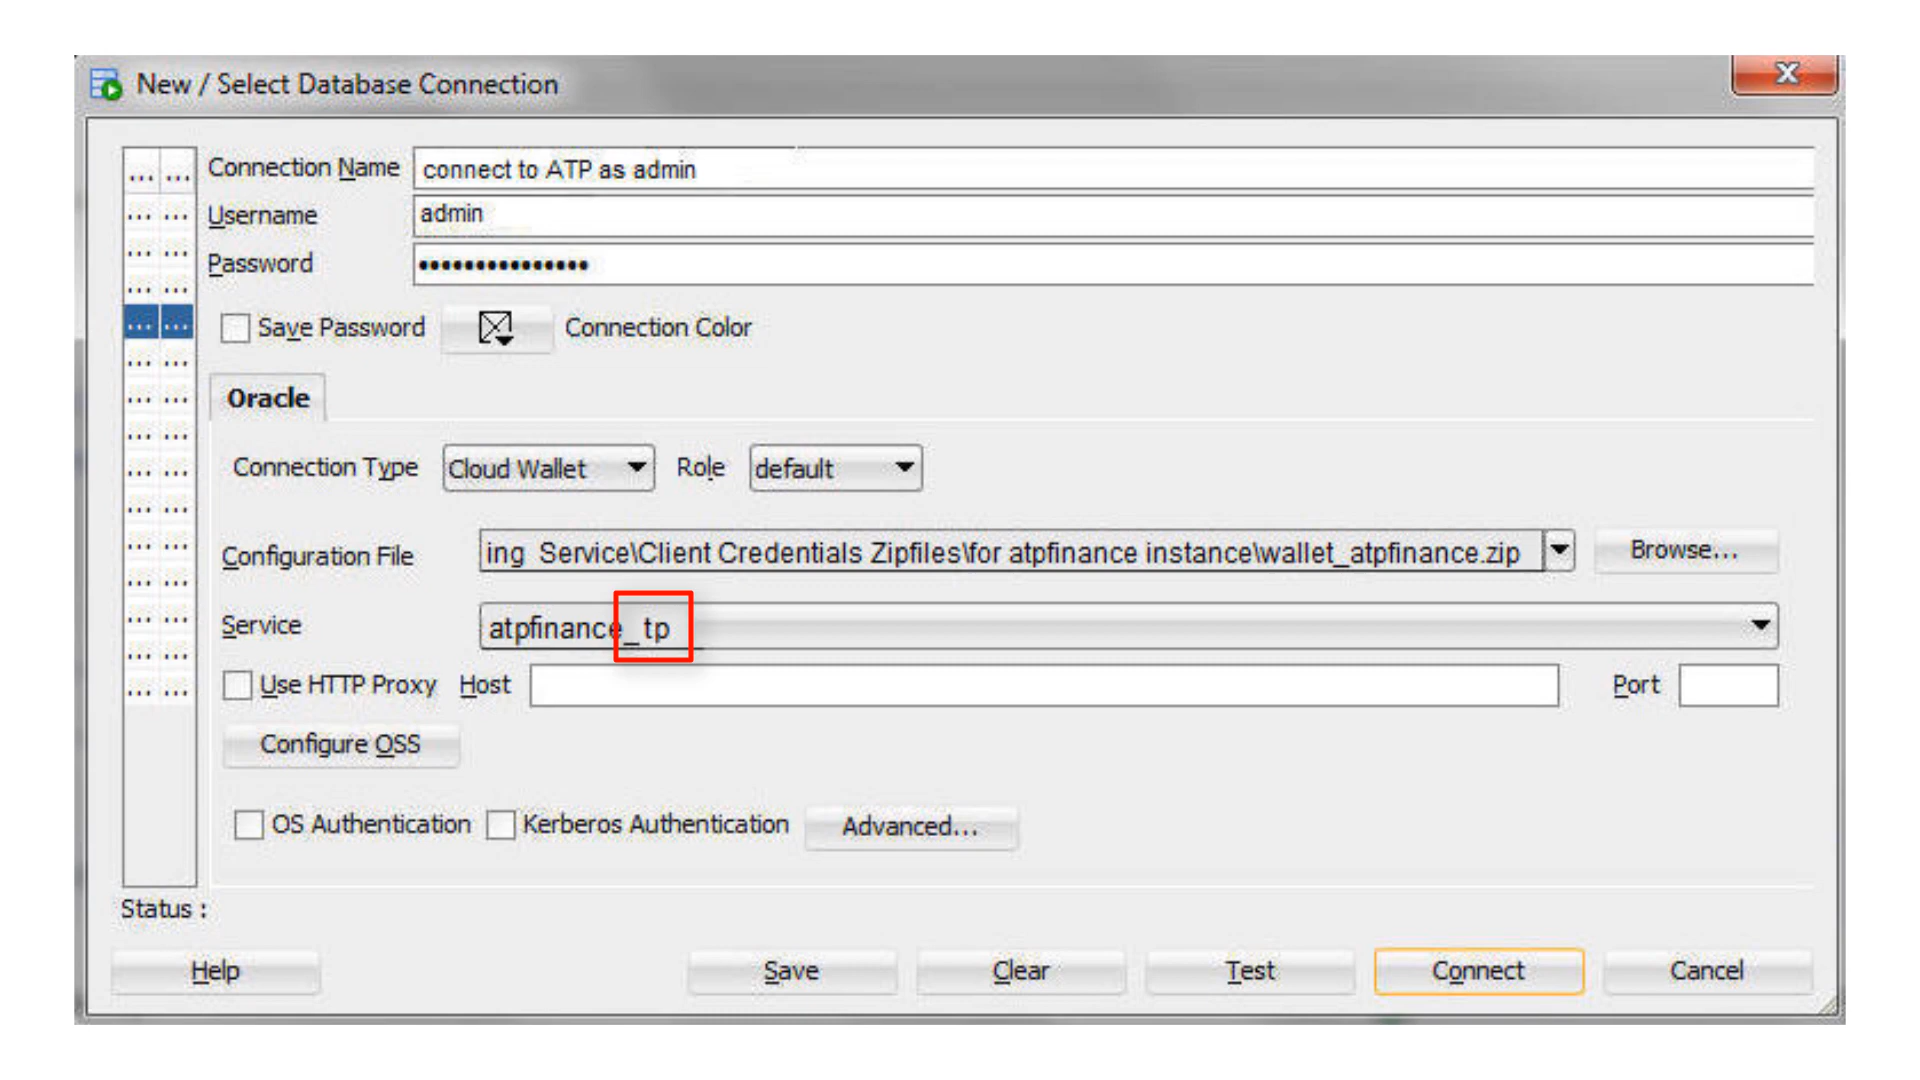 New / Select Database Connection
Connection Name connect to ATP as admin
Username admin
Password •••••••••••••••
Save Password Connection Color
Oracle
Connection Type Cloud Wallet Role default
Configuration File ing Service\Client Credentials Zipfiles\for atpfinance instance\wallet_atpfinance.zip Browse...
Service atpfinance_tp
Use HTTP Proxy Host Port
Configure OSS
OS Authentication Kerberos Authentication Advanced...
Status :
Help Save Clear Test Connect Cancel